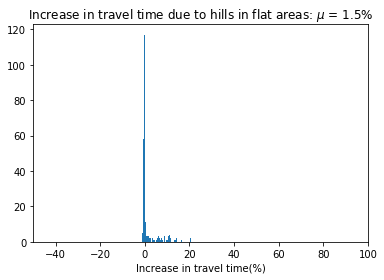 Increase in travel time due to hills in flat areas: μ = 1.5%
120
100
80
60
40
20
0
−40 −20 0 20 40 60 80 100
Increase in travel time(%)